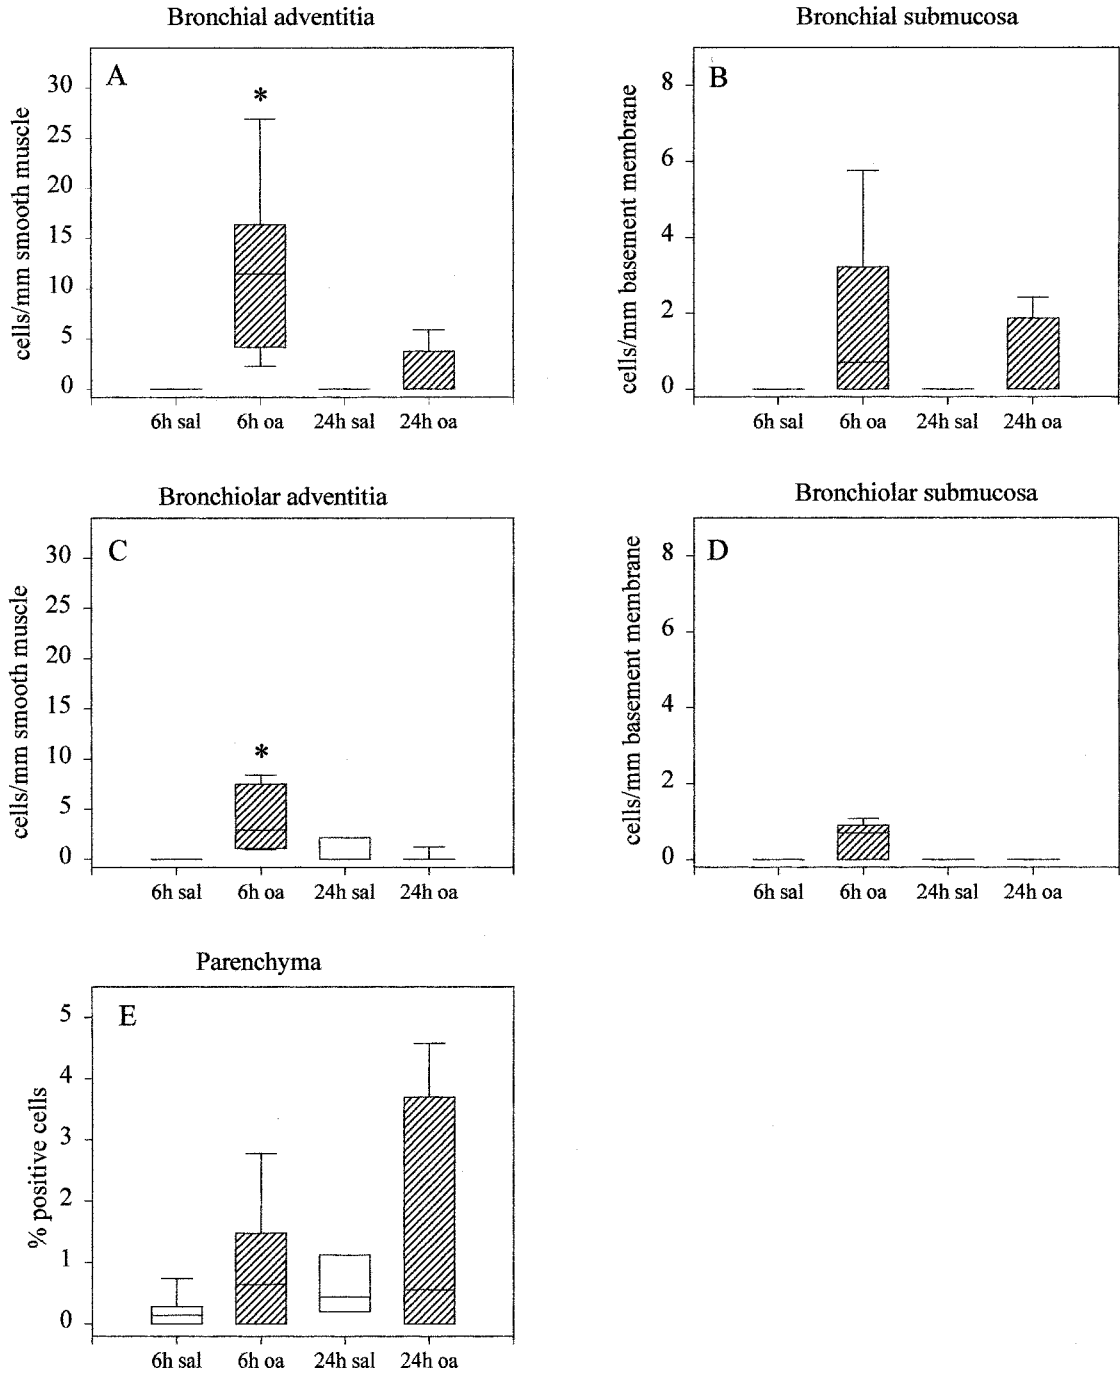 Bronchial adventitia
A
*
30
25
20
15
10
5
0
cells/mm smooth muscle
6h sal 6h oa 24h sal 24h oa
Bronchial submucosa
B
8
6
4
2
0
cells/mm basement membrane
6h sal 6h oa 24h sal 24h oa
Bronchiolar adventitia
C
*
30
25
20
15
10
5
0
cells/mm smooth muscle
6h sal 6h oa 24h sal 24h oa
Bronchiolar submucosa
D
8
6
4
2
0
cells/mm basement membrane
6h sal 6h oa 24h sal 24h oa
Parenchyma
E
5
4
3
2
1
0
% positive cells
6h sal 6h oa 24h sal 24h oa